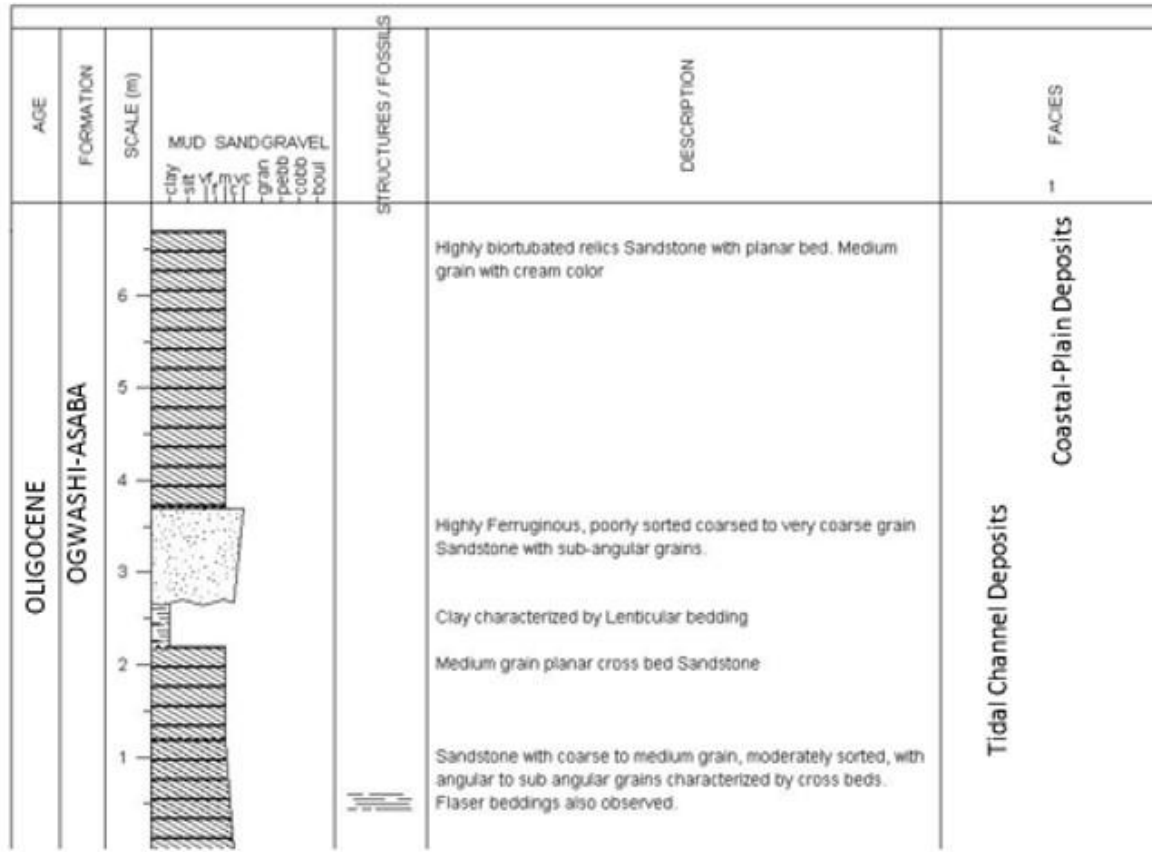 AGE
FORMATION
SCALE (m)
MUD SANDGRAVEL
clay
silt
vf
f
m
c
vc
gran
pebb
cobb
boul
STRUCTURES / FOSSILS
DESCRIPTION
1
FACIES
OLIGOCENE
OGWASHI-ASABA
6
5
4
3
2
1
Highly biortubated relics Sandstone with planar bed. Medium
grain with cream color
Highly Ferruginous, poorly sorted coarsed to very coarse grain
Sandstone with sub-angular grains.
Clay characterized by Lenticular bedding
Medium grain planar cross bed Sandstone
Sandstone with coarse to medium grain, moderately sorted, with
angular to sub angular grains characterized by cross beds.
Flaser beddings also observed.
Tidal Channel Deposits
Coastal-Plain Deposits